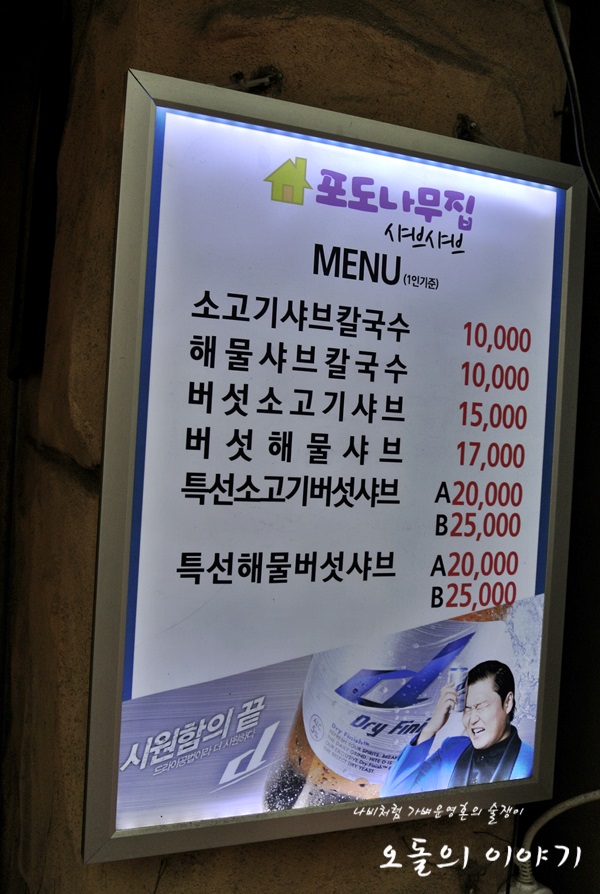 포도나무집
샤브샤브
MENU (1인기준)
소고기샤브칼국수 10,000
해물샤브칼국수 10,000
버섯소고기샤브 15,000
버섯해물샤브 17,000
특선소고기버섯샤브 A20,000
B25,000
특선해물버섯샤브 A20,000
B25,000
시원함의 끝
d
Dry Finish
나비처럼 가벼운영혼의 술쟁이
오돌의 이야기